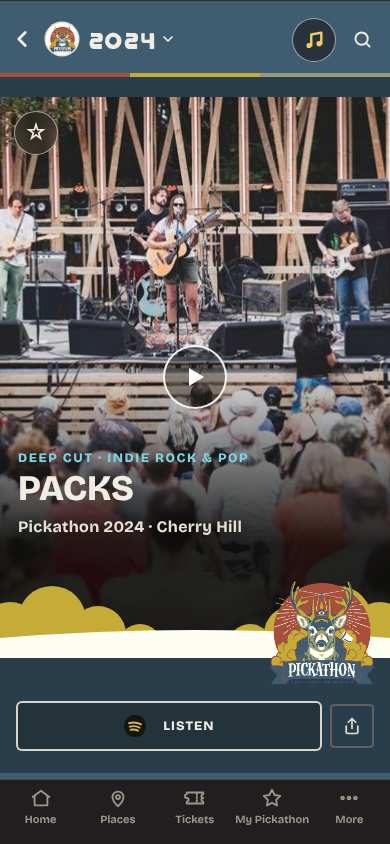 2024
DEEP CUT · INDIE ROCK & POP
PACKS
Pickathon 2024 · Cherry Hill
PICKATHON
LISTEN
Home
Places
Tickets
My Pickathon
More